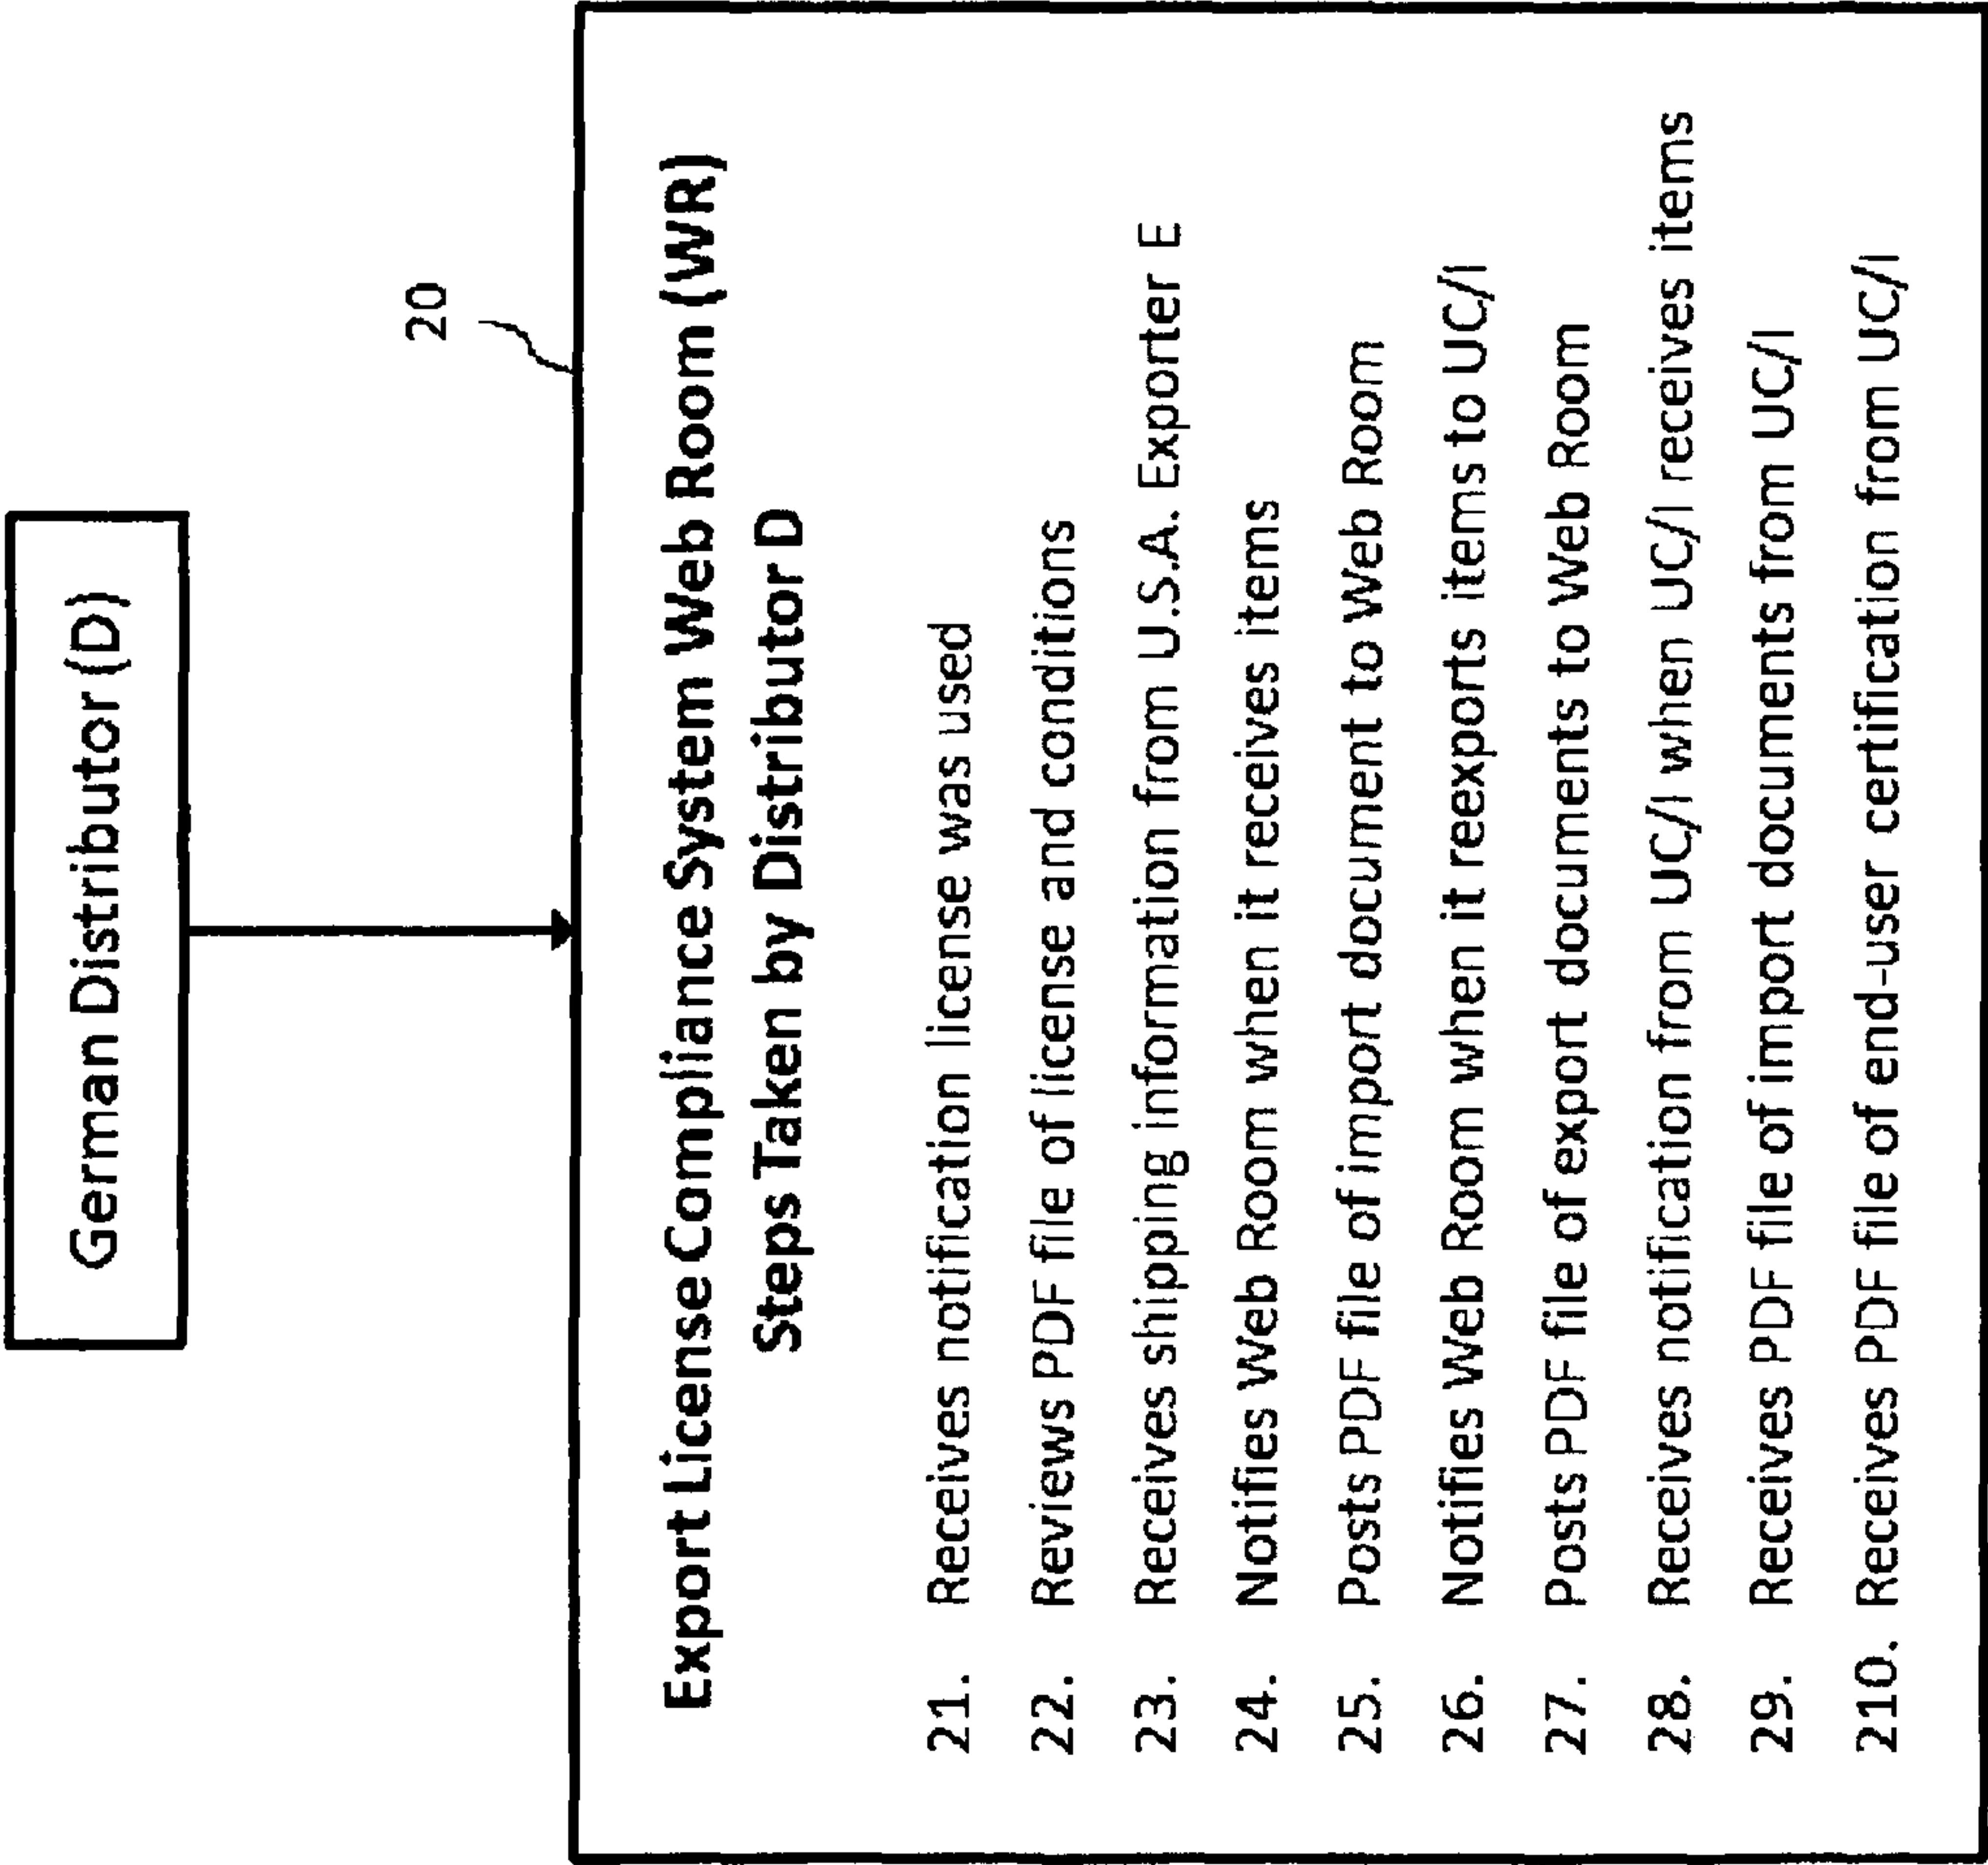 German Distributor (D)
20
Export License Compliance System Web Room (WR)
Steps Taken by Distributor D
21. Receives notification license was used
22. Reviews PDF file of license and conditions
23. Receives shipping information from U.S.A. Exporter E
24. Notifies Web Room when it receives items
25. Posts PDF file of import document to Web Room
26. Notifies Web Room when it reexports items to UC/I
27. Posts PDF file of export documents to Web Room
28. Receives notification from UC/I when UC/I receives items
29. Receives PDF file of import documents from UC/I
210. Receives PDF file of end-user certification from UC/I